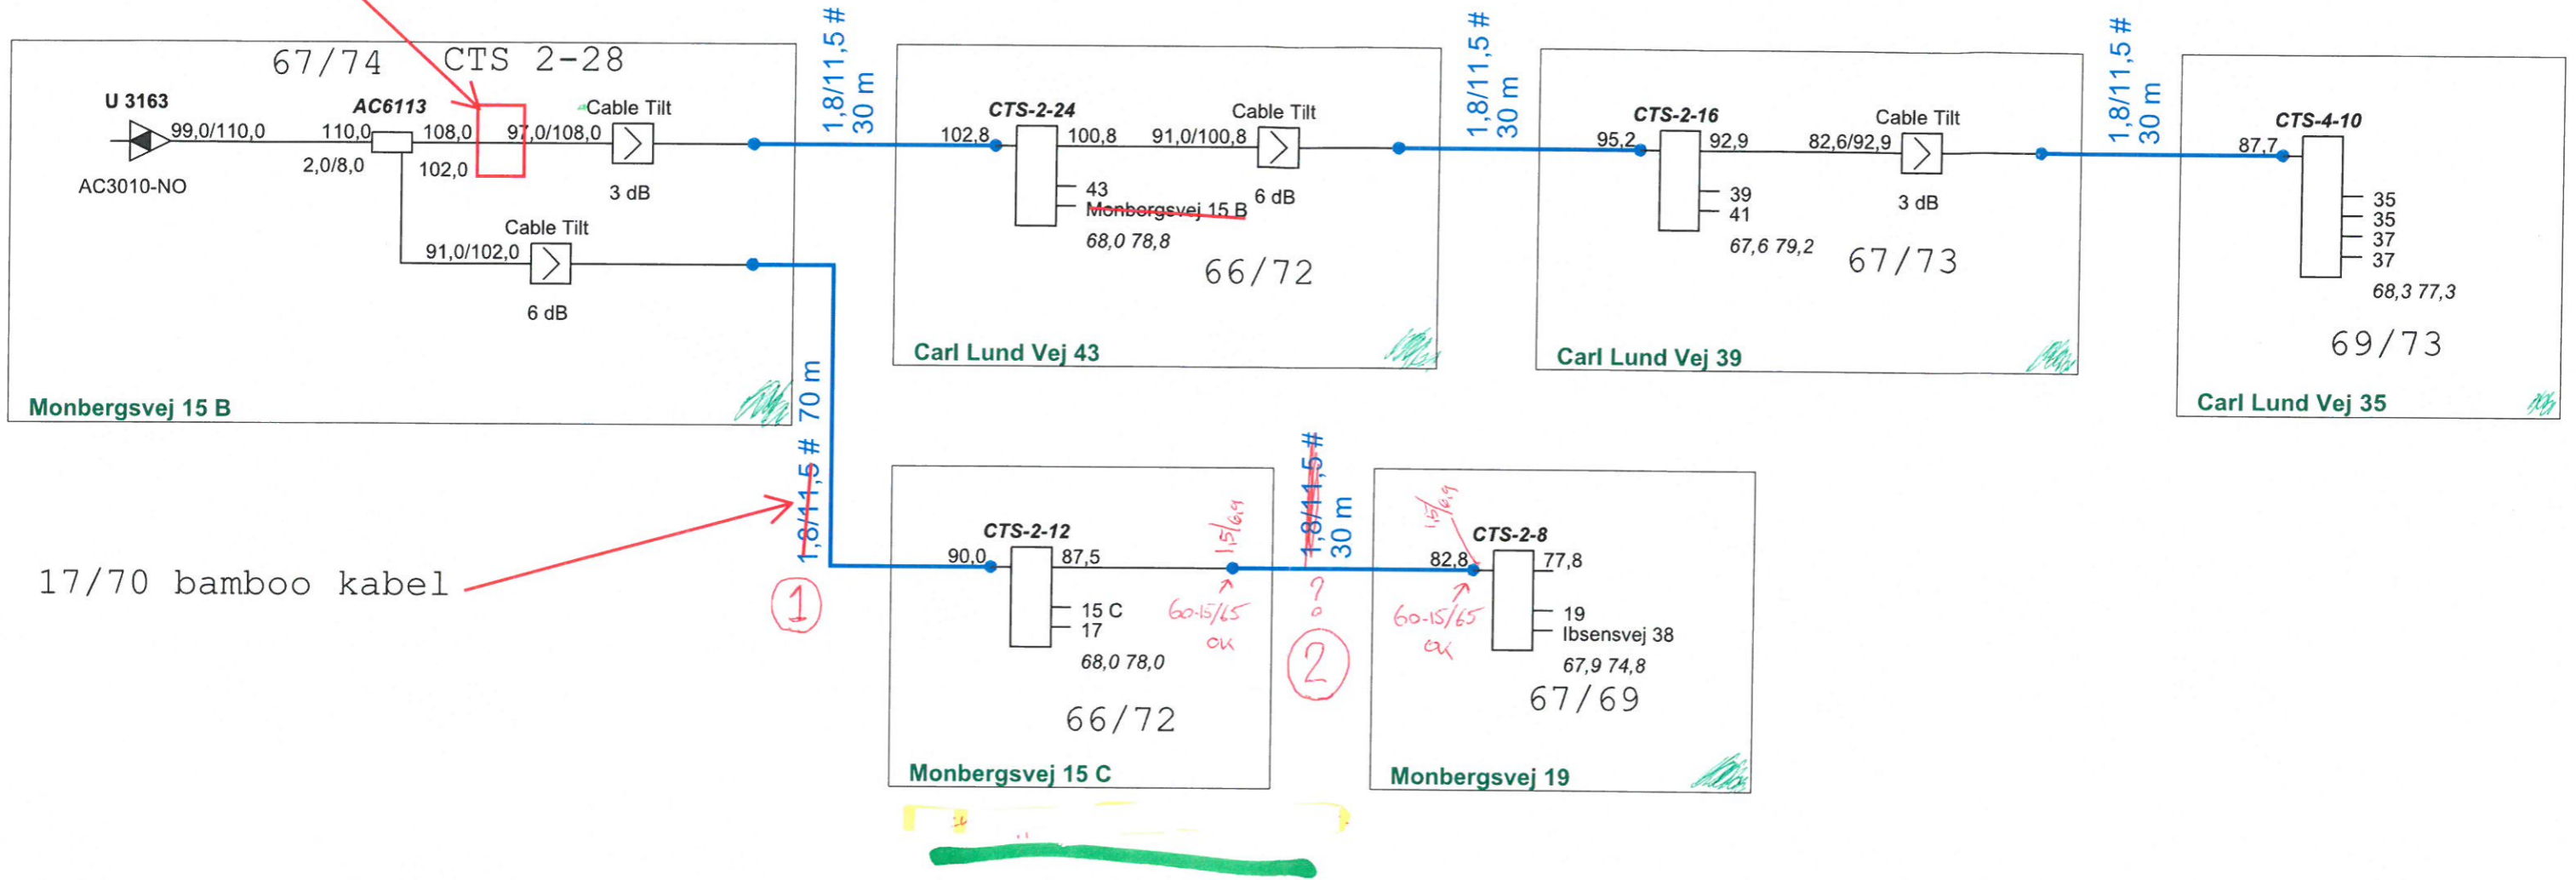 67/74 CTS 2-28
U 3163
99,0/110,0
AC3010-NO
AC6113
110,0
2,0/8,0
108,0
102,0
97,0/108,0
Cable Tilt
3 dB
91,0/102,0
Cable Tilt
6 dB
Monbergsvej 15 B
1,8/11,5 #
30 m
102,8
CTS-2-24
100,8
91,0/100,8
Cable Tilt
6 dB
43
Monborgsvej 15 B
68,0 78,8
66/72
Carl Lund Vej 43
1,8/11,5 #
30 m
95,2
CTS-2-16
92,9
82,6/92,9
Cable Tilt
3 dB
39
41
67,6 79,2
67/73
Carl Lund Vej 39
1,8/11,5 #
30 m
87,7
CTS-4-10
35
35
37
37
68,3 77,3
69/73
Carl Lund Vej 35
17/70 bamboo kabel
1,8/11,5 # 70 m
1
90,0
CTS-2-12
87,5
15 C
17
68,0 78,0
66/72
1,5/6,9
60-15/65
OK
Monbergsvej 15 C
1,8/11,5 #
30 m
?
2
1,5/6,9
82,8
60-15/65
OK
CTS-2-8
77,8
19
Ibsensvej 38
67,9 74,8
67/69
Monbergsvej 19